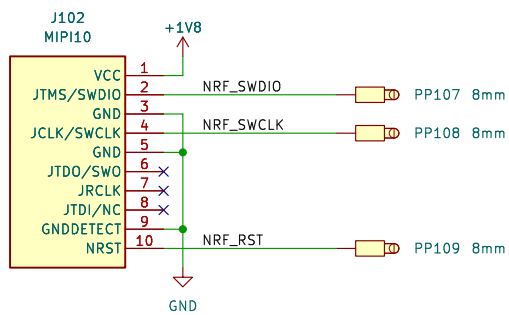 J102
MIPI10
+1V8
VCC 1
JTMS/SWDIO 2 NRF_SWDIO PP107 8mm
GND 3
JCLK/SWCLK 4 NRF_SWCLK PP108 8mm
GND 5
JTDO/SWO 6
JRCLK 7
JTDI/NC 8
GNDDETECT 9
NRST 10 NRF_RST PP109 8mm
GND